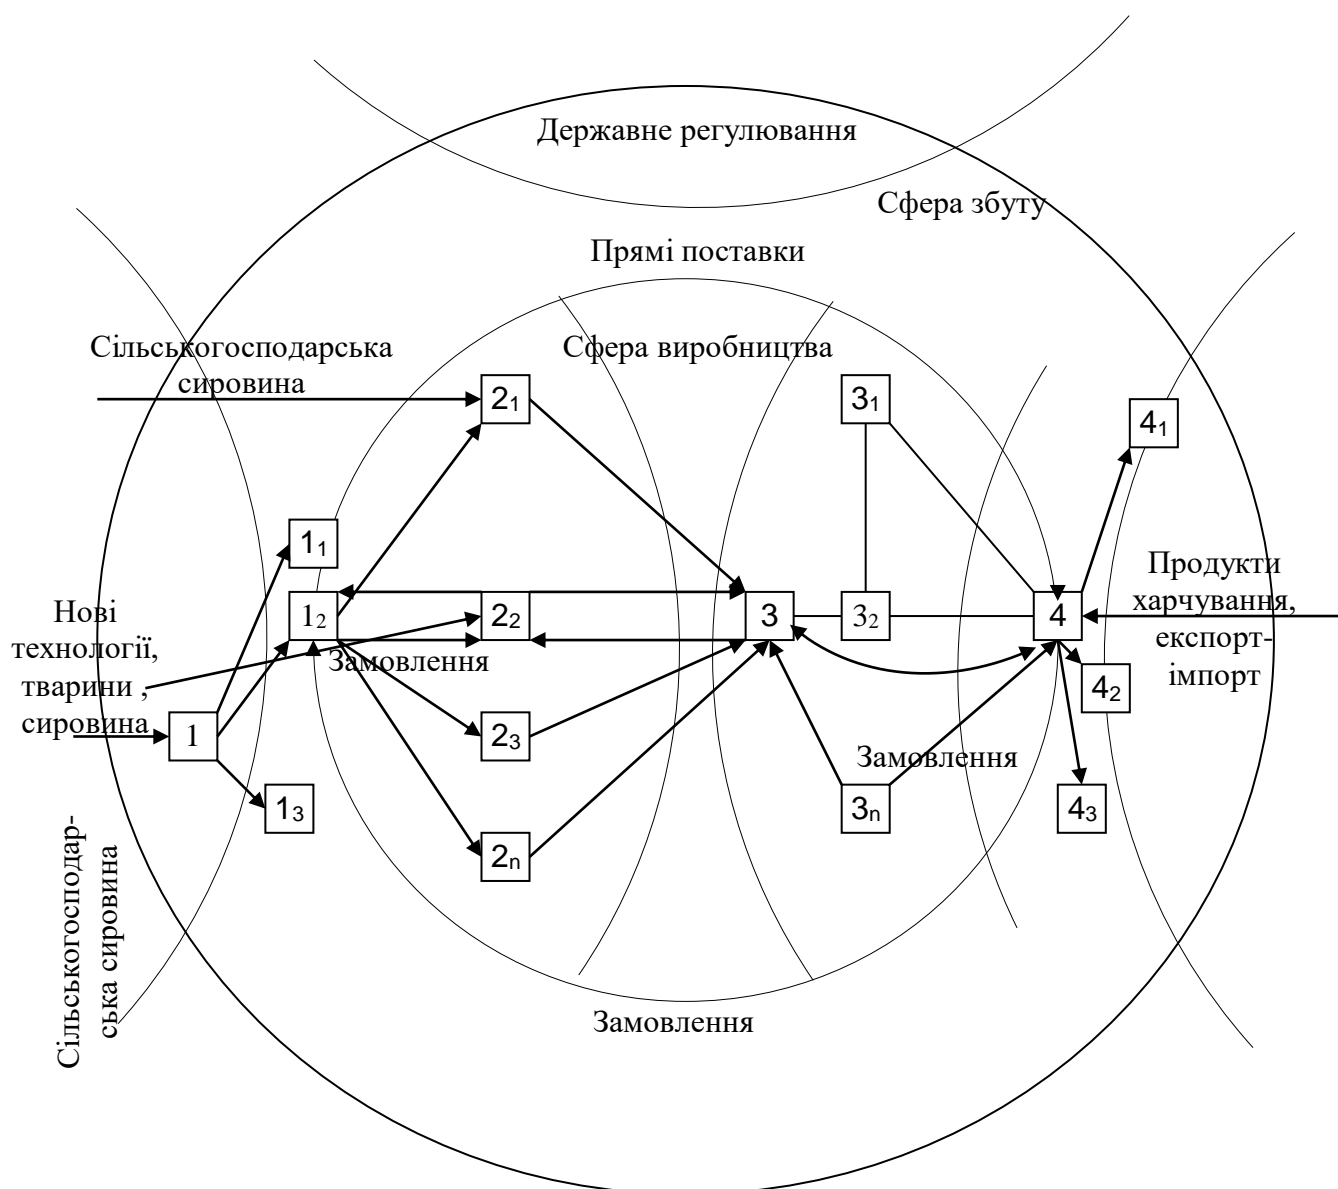 Державне регулювання
Сфера збуту
Прямі поставки
Сільськогосподарська
сировина
Сфера виробництва
2₁
3₁
4₁
1₁
Нові
технології,
тварини ,
сировина
1₂
2₂
3
3₂
4
Продукти
харчування,
експорт-
імпорт
Замовлення
4₂
1
2₃
Замовлення
1₃
3ₙ
4₃
2ₙ
Сільськогосподар-
ська сировина
Замовлення